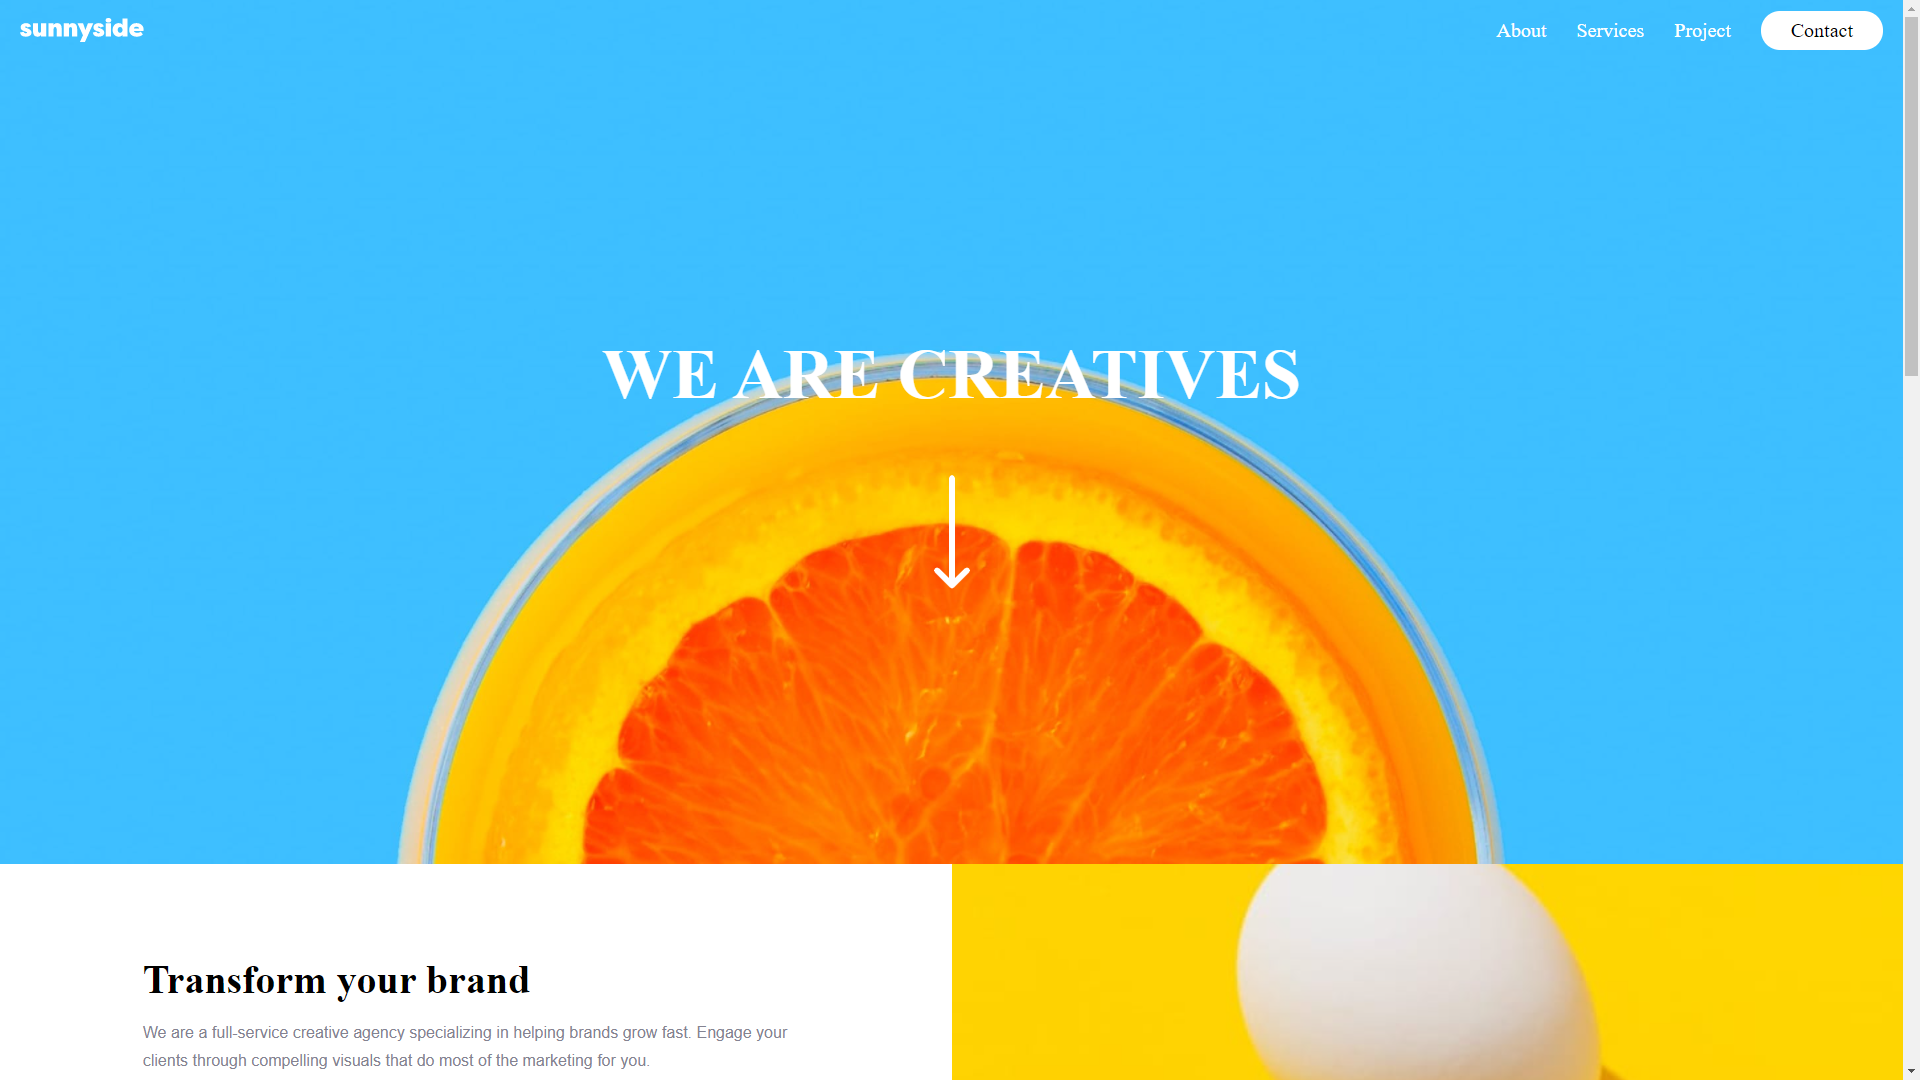 sunnyside
About Services Project Contact
WE ARE CREATIVES
Transform your brand
We are a full-service creative agency specializing in helping brands grow fast. Engage your
clients through compelling visuals that do most of the marketing for you.